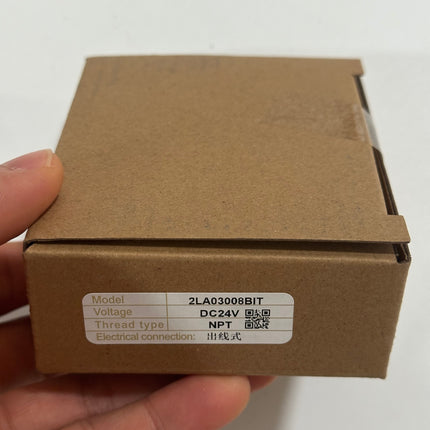 Model 2LA03008BIT
Voltage DC24V
Thread type NPT
Electrical connection: 出线式